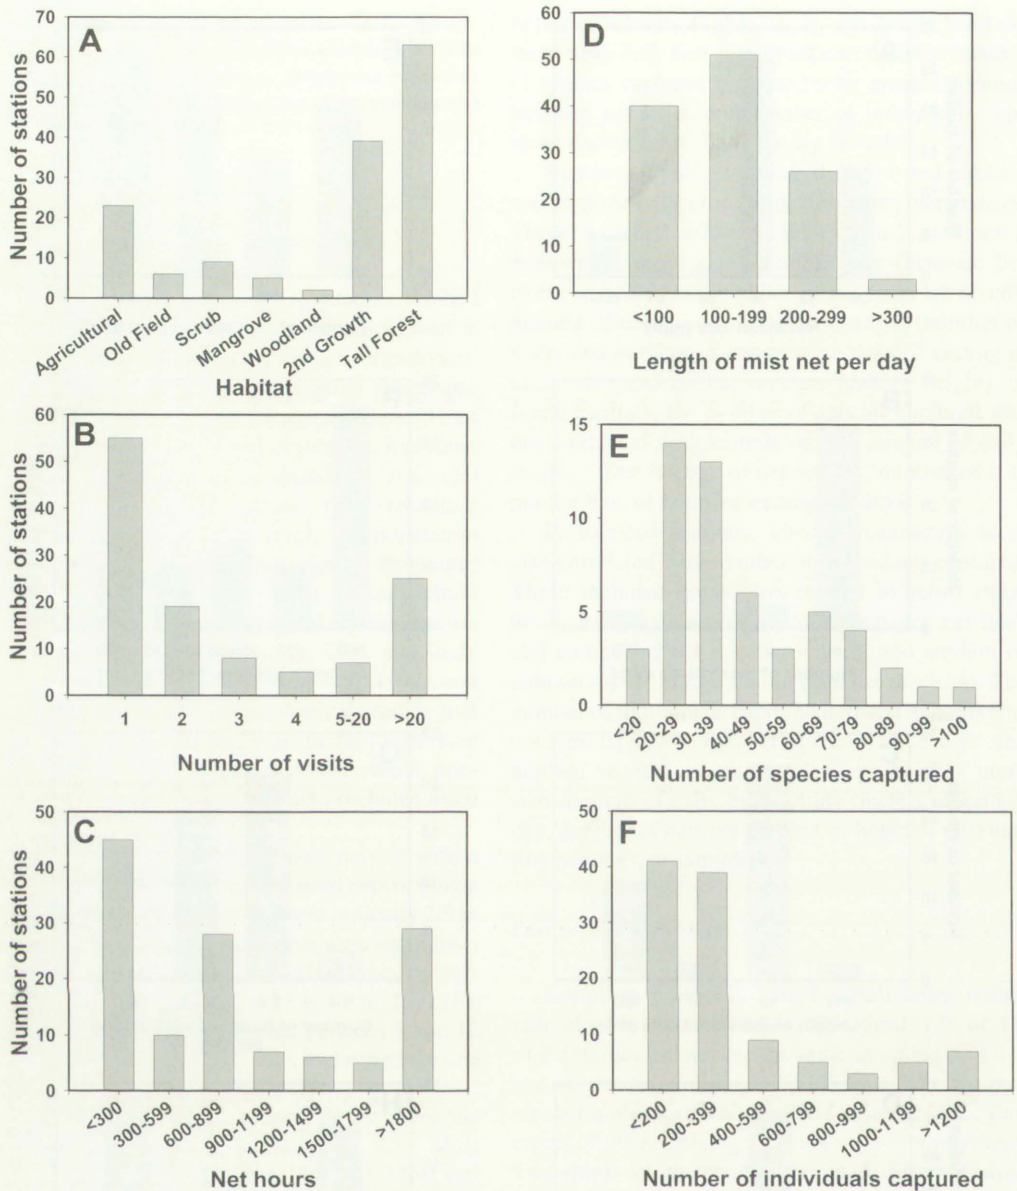 A
Number of stations
70
60
50
40
30
20
10
0
Agricultural
Old Field
Scrub
Mangrove
Woodland
2nd Growth
Tall Forest
Habitat
B
Number of stations
60
50
40
30
20
10
0
1 2 3 4 5-20 >20
Number of visits
C
Number of stations
50
40
30
20
10
0
<300
300-599
600-899
900-1199
1200-1499
1500-1799
>1800
Net hours
D
60
50
40
30
20
10
0
<100 100-199 200-299 >300
Length of mist net per day
E
15
10
5
0
<20
20-29
30-39
40-49
50-59
60-69
70-79
80-89
90-99
>100
Number of species captured
F
50
40
30
20
10
0
<200
200-399
400-599
600-799
800-999
1000-1199
>1200
Number of individuals captured